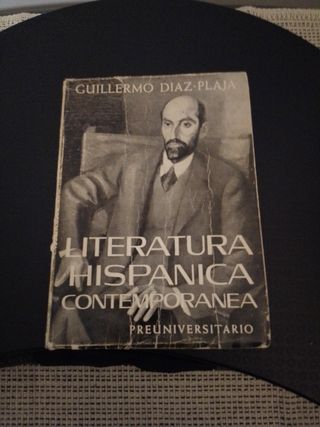 GUILLERMO DIAZ-PLAJA
LITERATURA
HISPANICA
CONTEMPORANEA
PREUNIVERSITARIO